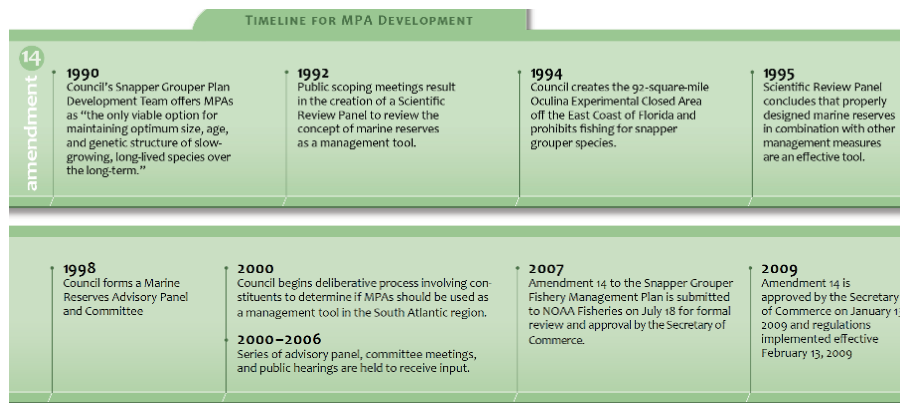 TIMELINE FOR MPA DEVELOPMENT
14
amendment
1990
Council's Snapper Grouper Plan
Development Team offers MPAs
as "the only viable option for
maintaining optimum size, age,
and genetic structure of slow-
growing, long-lived species over
the long-term."
1992
Public scoping meetings result
in the creation of a Scientific
Review Panel to review the
concept of marine reserves
as a management tool.
1994
Council creates the 92-square-mile
Oculina Experimental Closed Area
off the East Coast of Florida and
prohibits fishing for snapper
grouper species.
1995
Scientific Review Panel
concludes that properly
designed marine reserves
in combination with other
management measures
are an effective tool.
1998
Council forms a Marine
Reserves Advisory Panel
and Committee
2000
Council begins deliberative process involving con-
stituents to determine if MPAs should be used as
a management tool in the South Atlantic region.
2000–2006
Series of advisory panel, committee meetings,
and public hearings are held to receive input.
2007
Amendment 14 to the Snapper Grouper
Fishery Management Plan is submitted
to NOAA Fisheries on July 18 for formal
review and approval by the Secretary of
Commerce.
2009
Amendment 14 is
approved by the Secretary
of Commerce on January
2009 and regulations
implemented effective
February 13, 2009